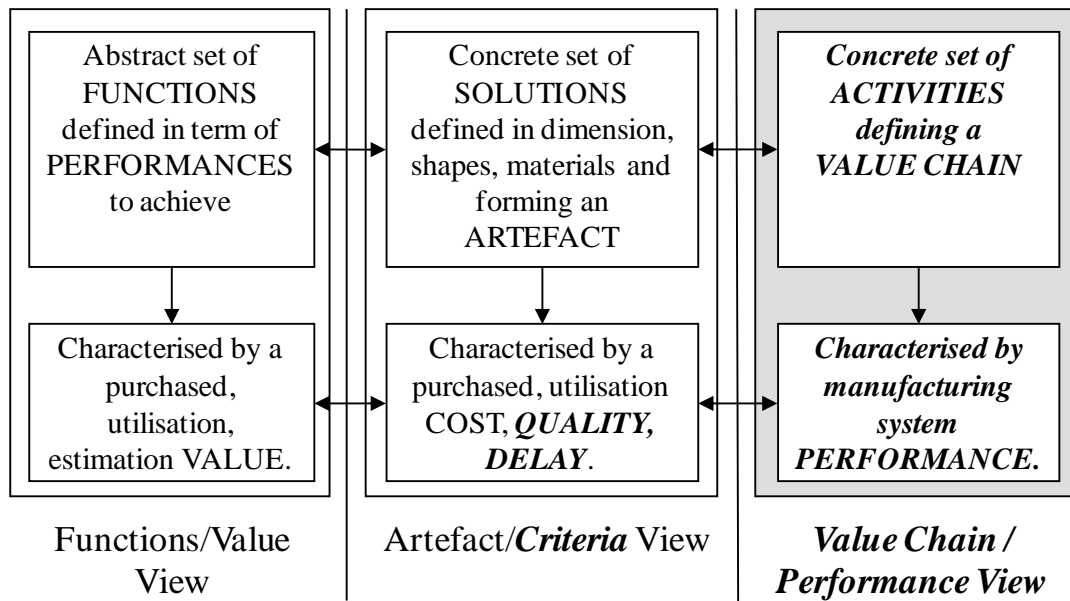 Abstract set of
FUNCTIONS
defined in term of
PERFORMANCES
to achieve
Characterised by a
purchased,
utilisation,
estimation VALUE.
Functions/Value
View
Concrete set of
SOLUTIONS
defined in dimension,
shapes, materials and
forming an
ARTEFACT
Characterised by a
purchased, utilisation
COST, QUALITY,
DELAY.
Artefact/Criteria View
Concrete set of
ACTIVITIES
defining a
VALUE CHAIN
Characterised by
manufacturing
system
PERFORMANCE.
Value Chain /
Performance View